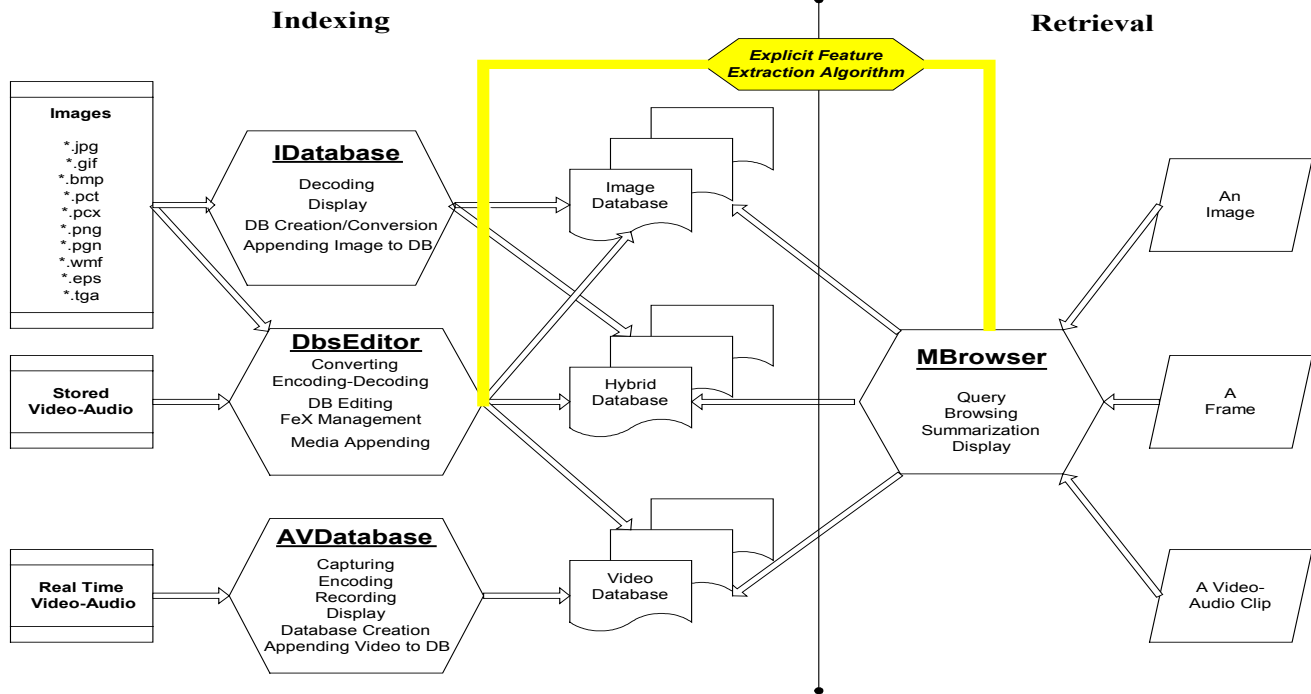 Indexing
Retrieval
Explicit Feature
Extraction Algorithm
Images
*.jpg
*.gif
*.bmp
*.pct
*.pcx
*.png
*.pgn
*.wmf
*.eps
*.tga
IDatabase
Decoding
Display
DB Creation/Conversion
Appending Image to DB
Image
Database
An
Image
Stored
Video-Audio
DbsEditor
Converting
Encoding-Decoding
DB Editing
FeX Management
Media Appending
Hybrid
Database
MBrowser
Query
Browsing
Summarization
Display
A
Frame
Real Time
Video-Audio
AVDatabase
Capturing
Encoding
Recording
Display
Database Creation
Appending Video to DB
Video
Database
A Video-
Audio Clip